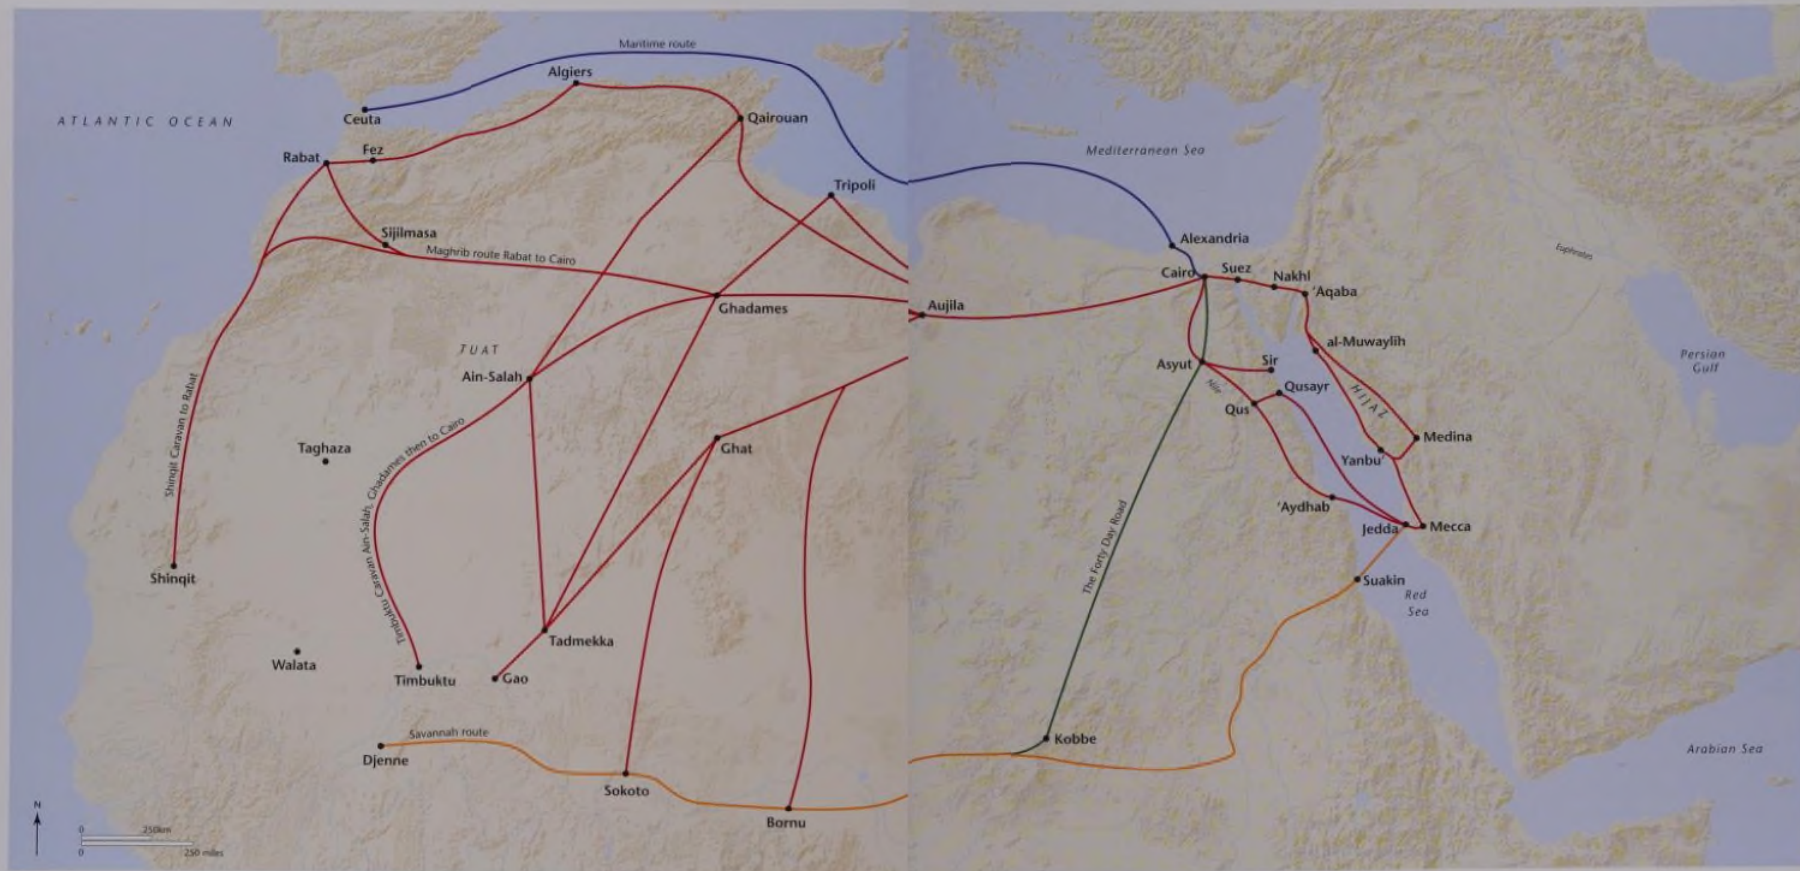 Maritime route
Algiers
ATLANTIC OCEAN
Ceuta
Qairouan
Rabat
Fez
Tripoli
Sijilmasa
Maghrib route Rabat to Cairo
Ghadames
TUAT
Ain-Salah
Shinqit Caravan to Rabat
Timbuktu Caravan Ain-Salah, Ghadames then to Cairo
Taghaza
Ghat
Shinqit
Tadmekka
Walata
Timbuktu
Gao
Savannah route
Djenne
Sokoto
Bornu
N
0 250km
0 250 miles
Mediterranean Sea
Alexandria
Euphrates
Cairo
Suez
Nakhl
'Aqaba
Aujila
al-Muwaylih
Persian
Gulf
Asyut
Sir
Nile
Qusayr
HIJAZ
Qus
Medina
Yanbu'
The Forty Day Road
'Aydhab
Jedda
Mecca
Suakin
Red
Sea
Kobbe
Arabian Sea